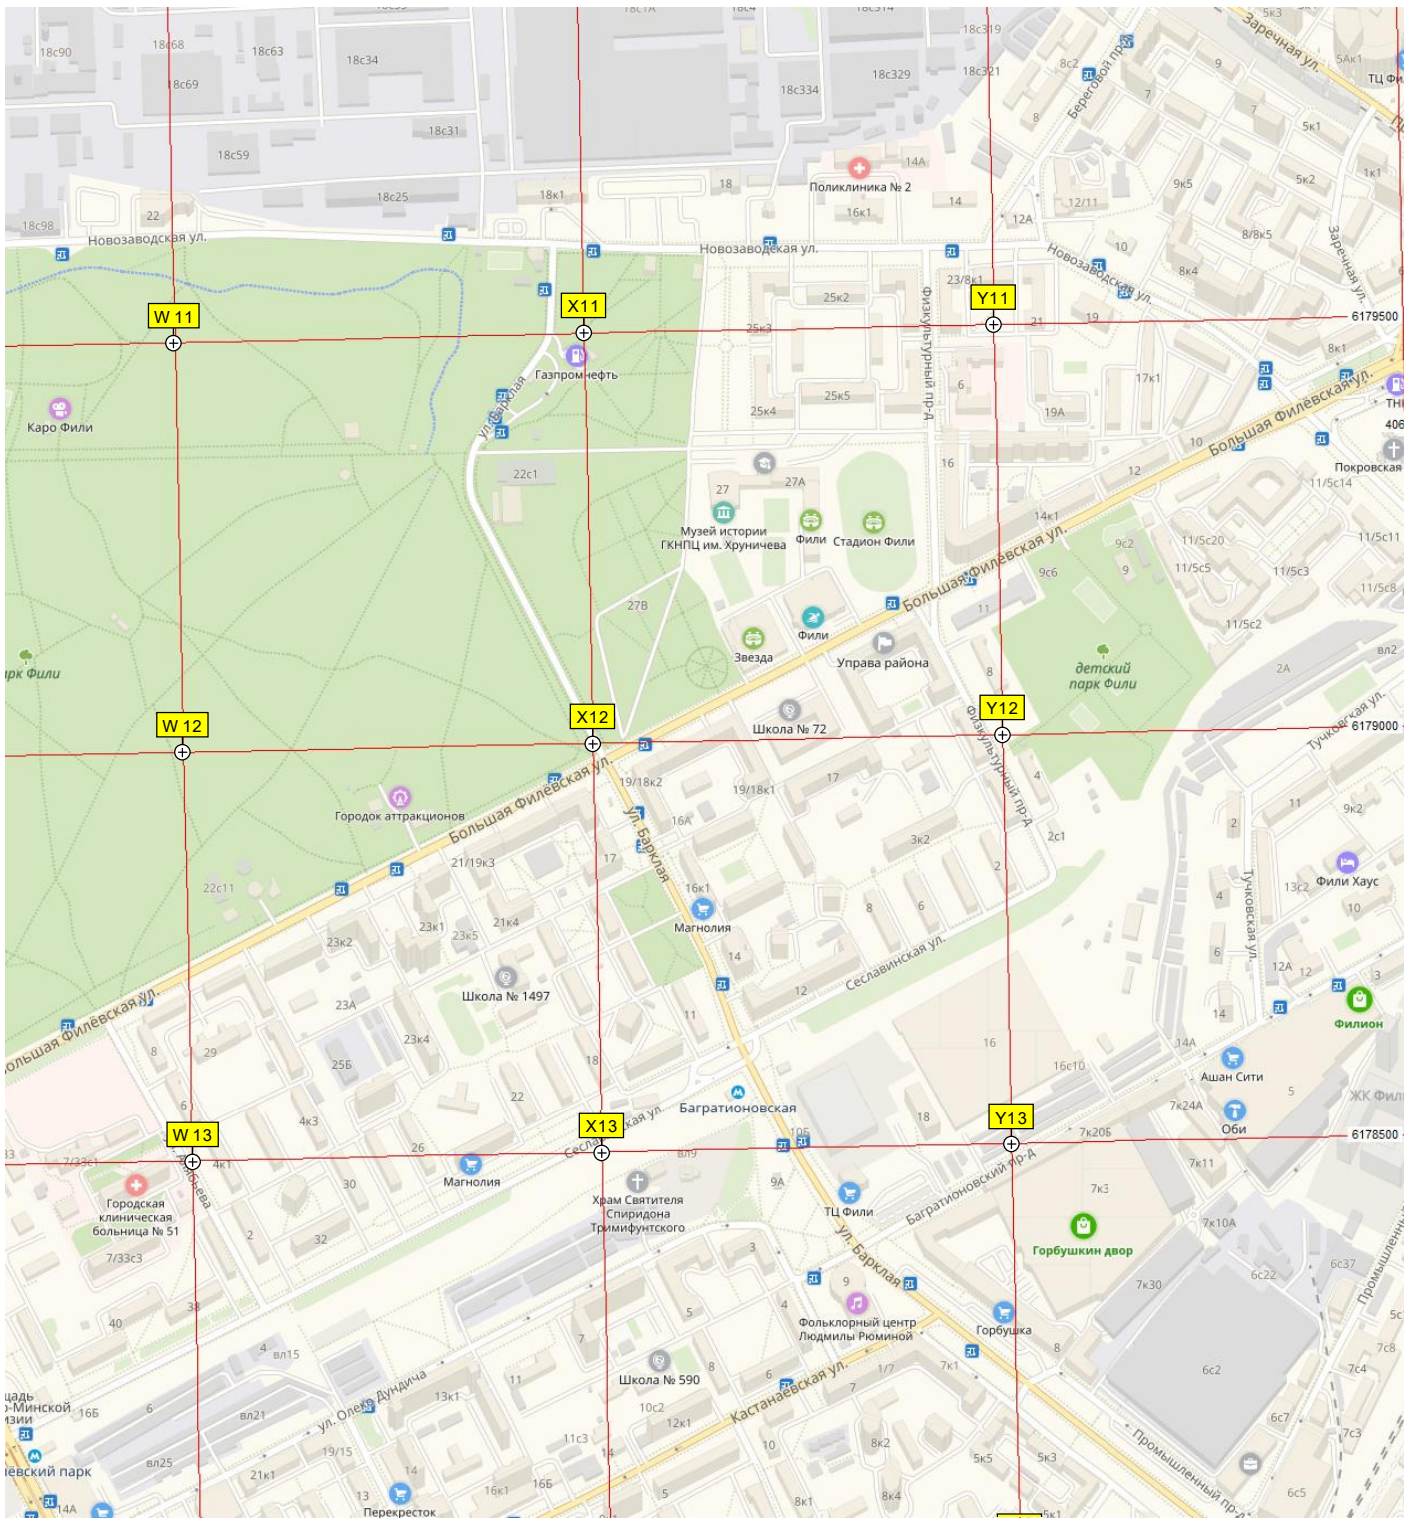 18с90
18с68
18с63
18с34
18с69
18с1А
18с4
18с314
18с319
18с329
18с321
18с334
8с2
9
5к3
Заречная ул.
5Ак1
Береговой пр-д
7
7
8
5к1
18с31
18с59
18с25
18к1
18
14А
Поликлиника № 2
16к1
14
9к5
5к2
1к1
12/11
12А
18с98
22
Новозаводская ул.
Новозаводская ул.
Новозаводская ул.
10
8/8к5
8к4
Заречная ул.
23/8к1
25к2
W 11
X11
Y11
6179500
25к3
21
19
8к1
Газпромнефть
Физкультурный пр-д
6
17к1
Каро Фили
ул. Барклая
25к4
25к5
19А
Большая Филёвская ул.
406
16
10
12
Покровская
22с1
27
27А
11/5с14
Музей истории
ГКНПЦ им. Хруничева
Фили
Стадион Фили
14к1
Большая Филёвская ул.
9с2
9
9с6
11/5с20
11/5с5
11/5с3
11/5с11
11/5с8
27В
11
11/5с2
Фили
Звезда
Управа района
8
детский
парк Фили
2А
вл2
Тучковская ул.
W 12
X12
Y12
6179000
Школа № 72
Физкультурный пр-д
19/18к2
19/18к1
17
4
Городок аттракционов
Большая Филёвская ул.
ул. Барклая
16А
3к2
2с1
2
11
9к2
2
21/19к3
17
22с11
16к1
Магнолия
8
6
4
Тучковская ул.
13с2
Фили Хаус
10
23к1
23к5
21к4
23к2
14
Сеславинская ул.
6
12А
12
3
Школа № 1497
12
23А
11
14
Филион
Большая Филёвская ул.
8
29
23к4
25Б
18
16
16с10
14А
Ашан Сити
5
ЖК Фил
6
4к3
22
Багратионовская
18
7к24А
Оби
W 13
X13
Y13
6178500
26
10Б
7к20Б
7/33с1
4к1
вл9
7к11
30
Магнолия
9А
ТЦ Фили
Багратионовский пр-д
7к3
Городская
клиническая
больница № 51
Храм Святителя
Спиридона
Тримифунтского
7к10А
Горбушкин двор
2
32
7/33с3
3
ул. Барклая
7к30
6с22
6с37
38
40
9
Фольклорный центр
Людмилы Рюминой
Горбушка
4
5
7
4
вл15
Школа № 590
8
6
1/7
7к1
8
6с2
7с4
7с8
ул. Олеко Дундича
11
13к1
Кастанаевская ул.
7
16Б
6
вл21
10с2
12к1
6с7
7с3
19/15
11с3
14
10
8к2
5к5
5к3
Промышленный пр-д
вл25
21к1
14
13
Перекресток
16к1
16Б
5
8к1
8к4
6с5
14А